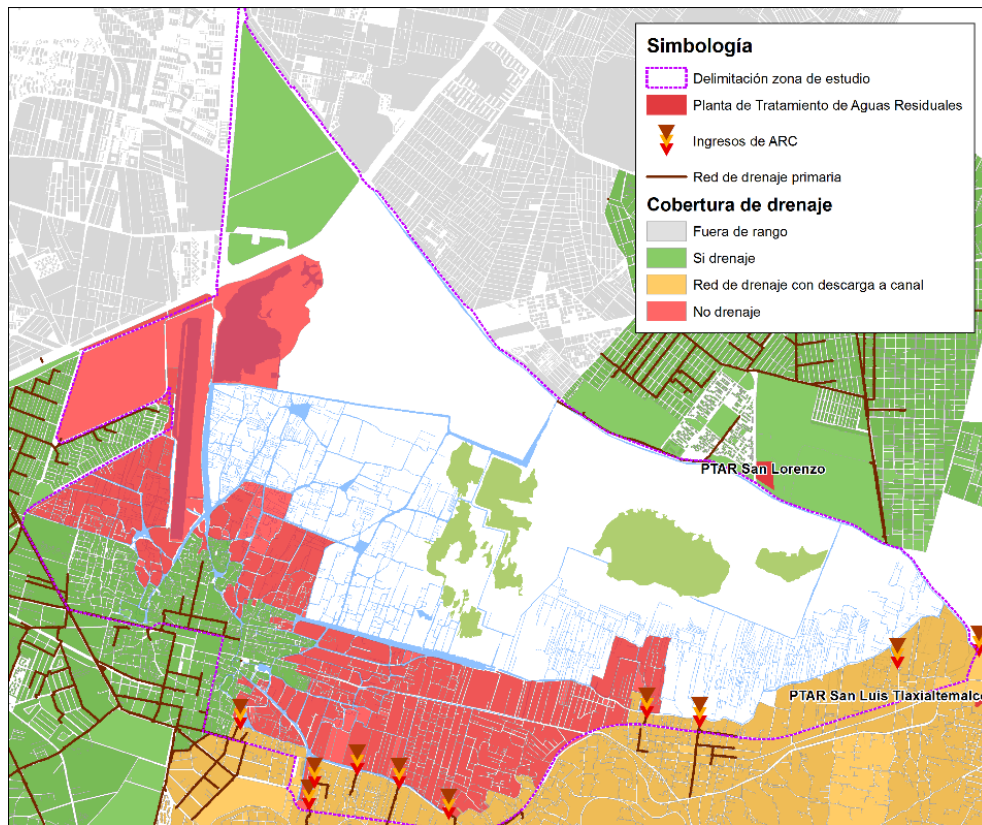 Simbología
Delimitación zona de estudio
Planta de Tratamiento de Aguas Residuales
Ingresos de ARC
Red de drenaje primaria
Cobertura de drenaje
Fuera de rango
Si drenaje
Red de drenaje con descarga a canal
No drenaje
PTAR San Lorenzo
PTAR San Luis Tlaxialtemalco